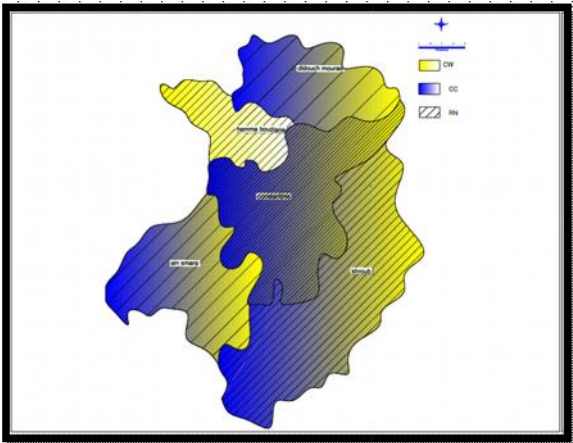 didouch mourad
CW
CC
RN
hamma bouziane
constantine
ain smara
khroub